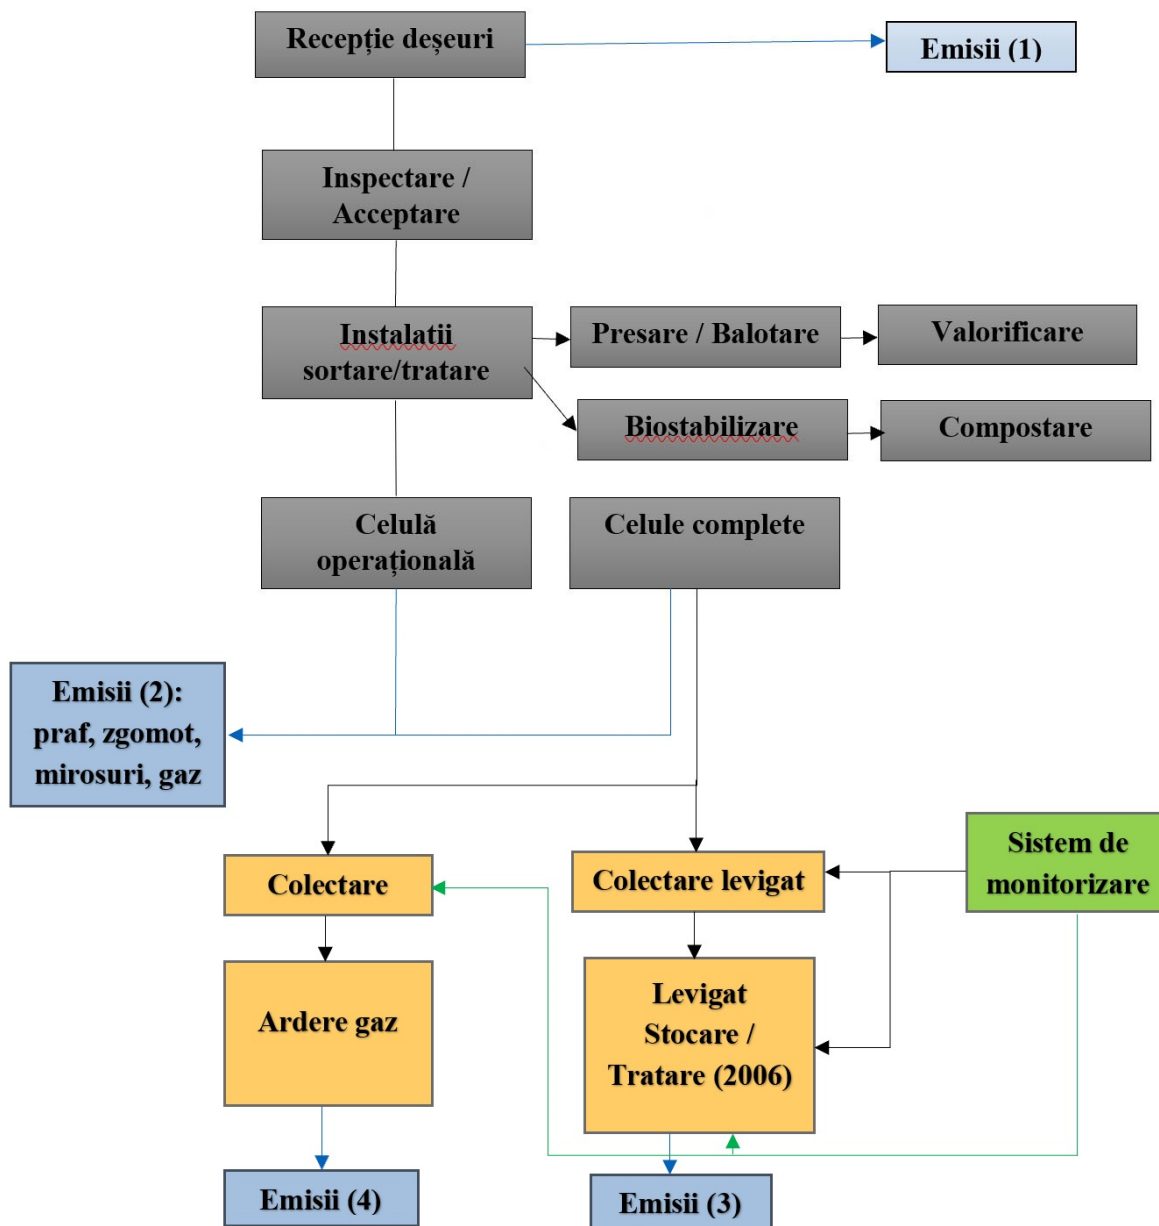 Recepție deșeuri
Emisii (1)
Inspectare /
Acceptare
Instalatii
sortare/tratare
Presare / Balotare
Valorificare
Biostabilizare
Compostare
Celulă
operațională
Celule complete
Emisii (2):
praf, zgomot,
mirosuri, gaz
Colectare
Colectare levigat
Sistem de
monitorizare
Ardere gaz
Levigat
Stocare /
Tratare (2006)
Emisii (4)
Emisii (3)